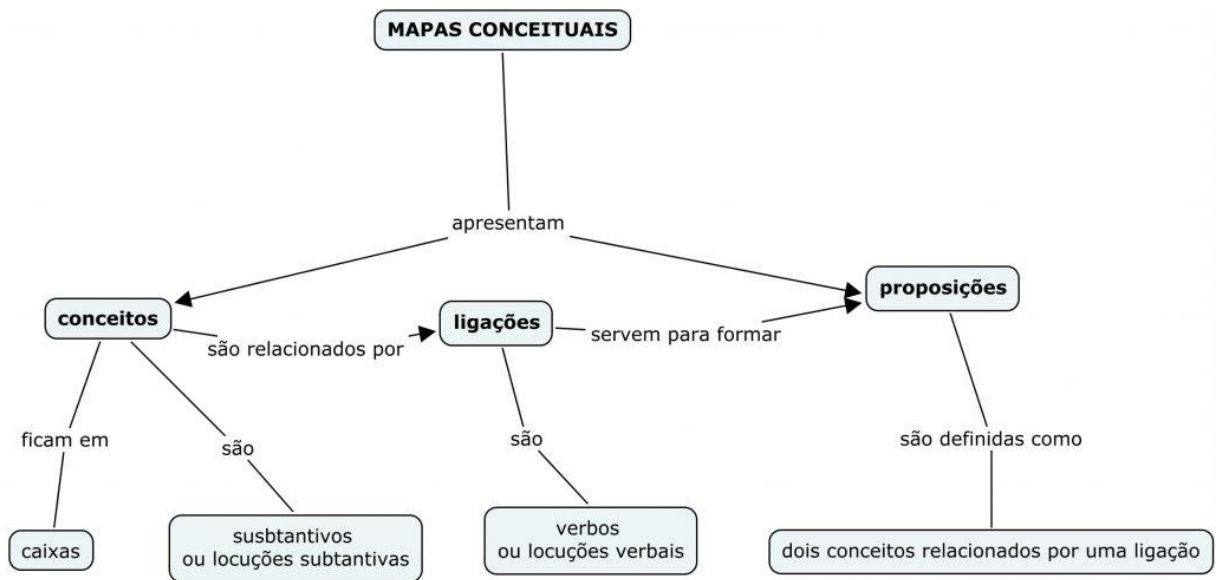 MAPAS CONCEITUAIS
apresentam
conceitos
são relacionados por
ligações
servem para formar
proposições
ficam em
são
são
são definidas como
caixas
susbtantivos
ou locuções subtantivas
verbos
ou locuções verbais
dois conceitos relacionados por uma ligação